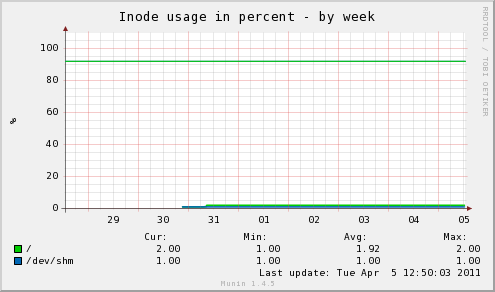 Inode usage in percent - by week
RRDTOOL / TOBI OETIKER
100
80
60
40
20
0
%
29 30 31 01 02 03 04 05
Cur: Min: Avg: Max:
/ 2.00 1.00 1.92 2.00
/dev/shm 1.00 1.00 1.00 1.00
Last update: Tue Apr 5 12:50:03 2011
Munin 1.4.5